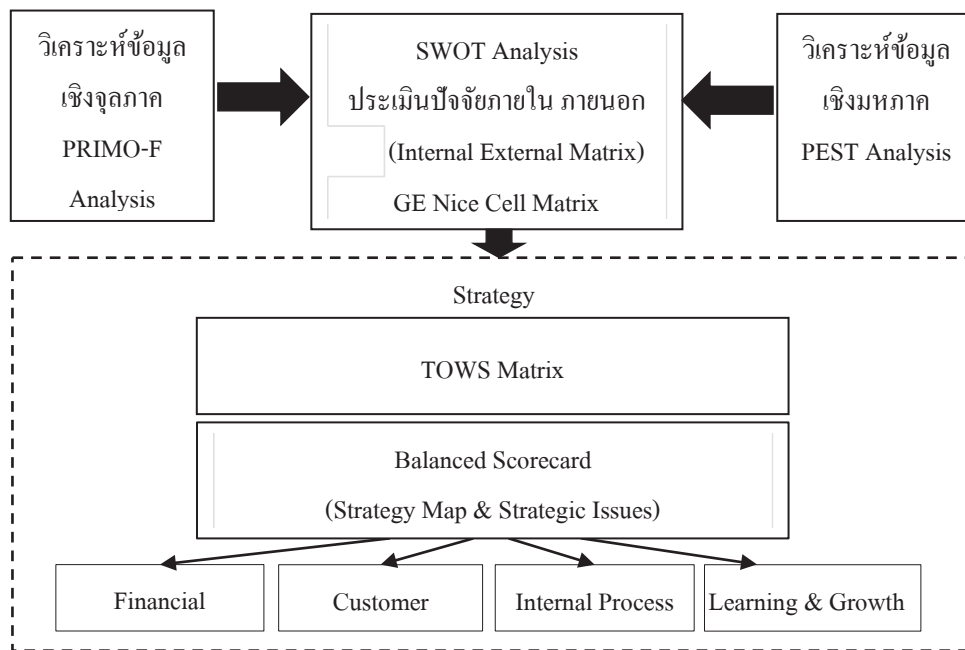 วิเคราะห์ข้อมูล
เชิงจุลภาค
PRIMO-F
Analysis
SWOT Analysis
ประเมินปัจจัยภายใน ภายนอก
(Internal External Matrix)
GE Nice Cell Matrix
วิเคราะห์ข้อมูล
เชิงมหภาค
PEST Analysis
Strategy
TOWS Matrix
Balanced Scorecard
(Strategy Map & Strategic Issues)
Financial
Customer
Internal Process
Learning & Growth